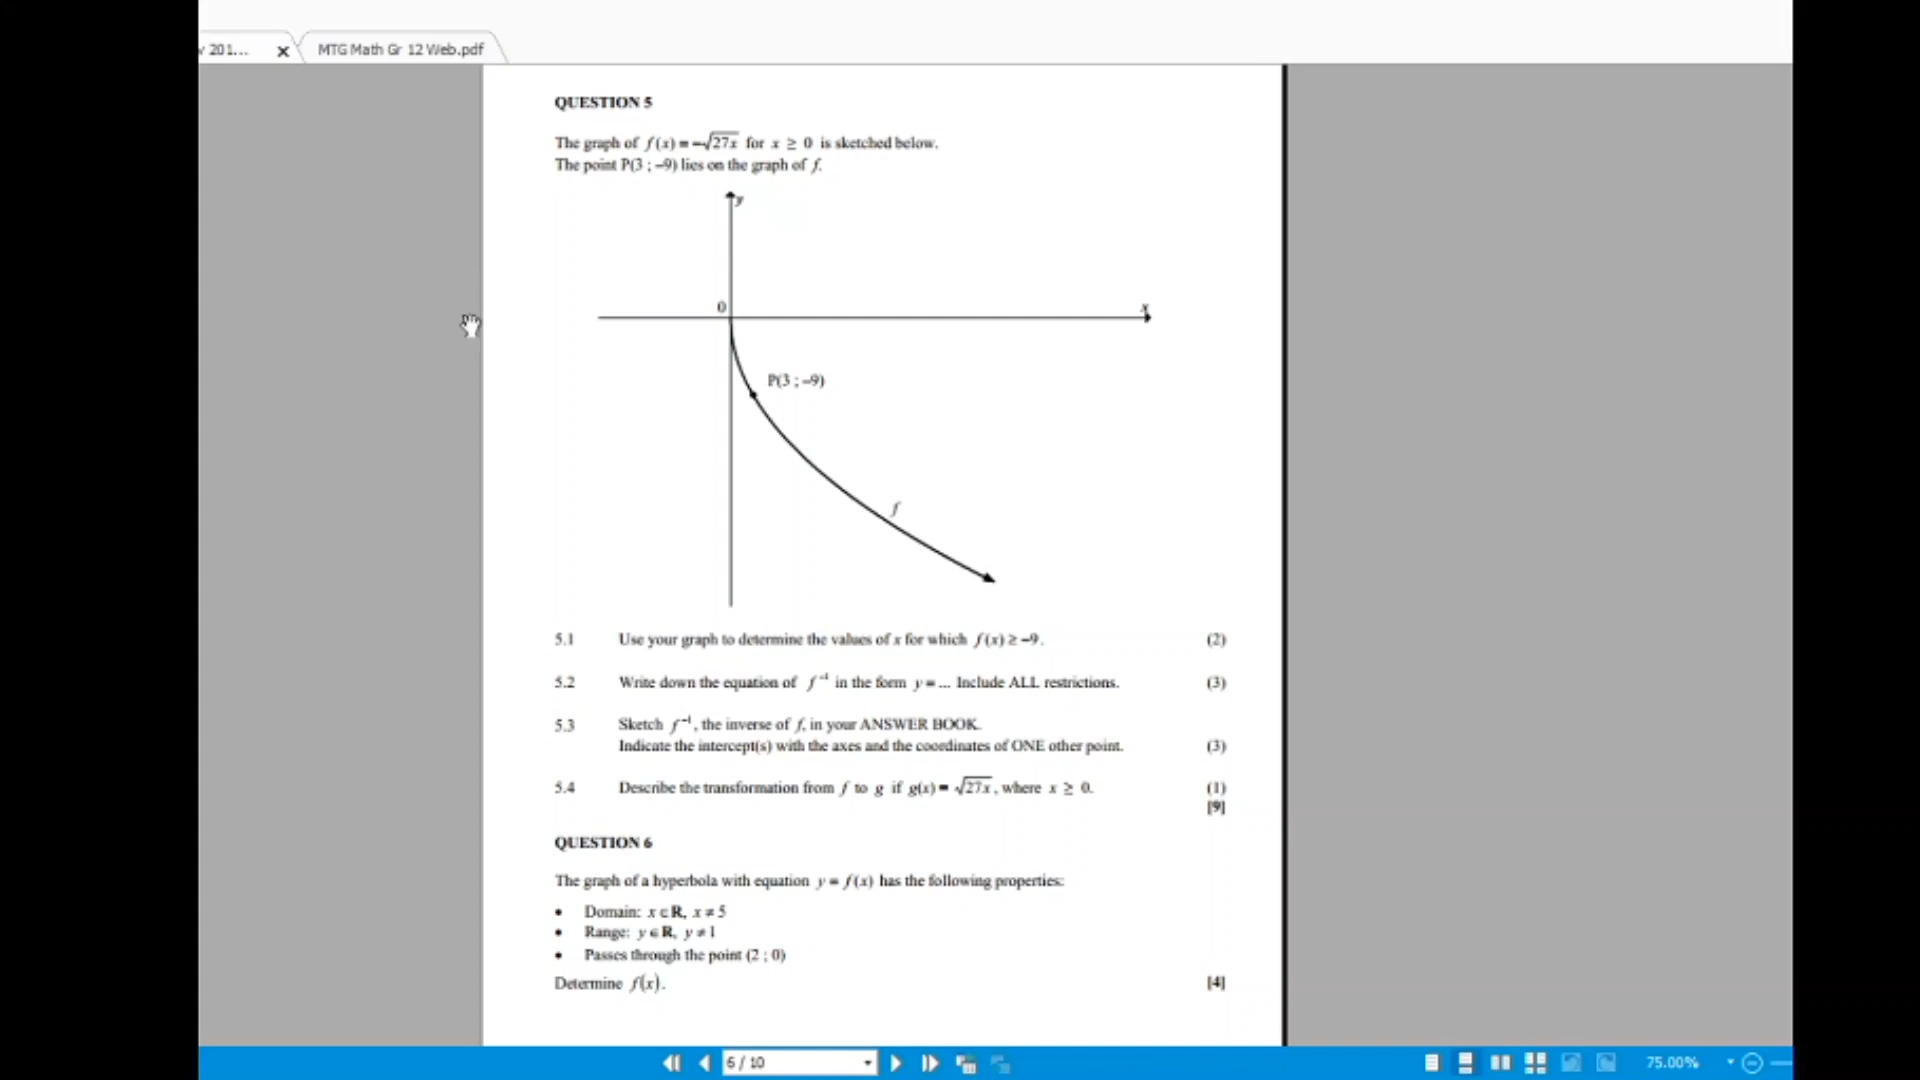 v 201...
MTG Math Gr 12 Web.pdf
QUESTION 5
The graph of f(x) = −√27x for x ≥ 0 is sketched below.
The point P(3 ; −9) lies on the graph of f.
y
0
x
P(3 ; −9)
f
5.1 Use your graph to determine the values of x for which f(x) ≥ −9. (2)
5.2 Write down the equation of f⁻¹ in the form y = ... Include ALL restrictions. (3)
5.3 Sketch f⁻¹, the inverse of f, in your ANSWER BOOK.
Indicate the intercept(s) with the axes and the coordinates of ONE other point. (3)
5.4 Describe the transformation from f to g if g(x) = √27x, where x ≥ 0. (1)
[9]
QUESTION 6
The graph of a hyperbola with equation y = f(x) has the following properties:
• Domain: x ∈ R, x ≠ 5
• Range: y ∈ R, y ≠ 1
• Passes through the point (2 ; 0)
Determine f(x). [4]
6 / 10
75.00%